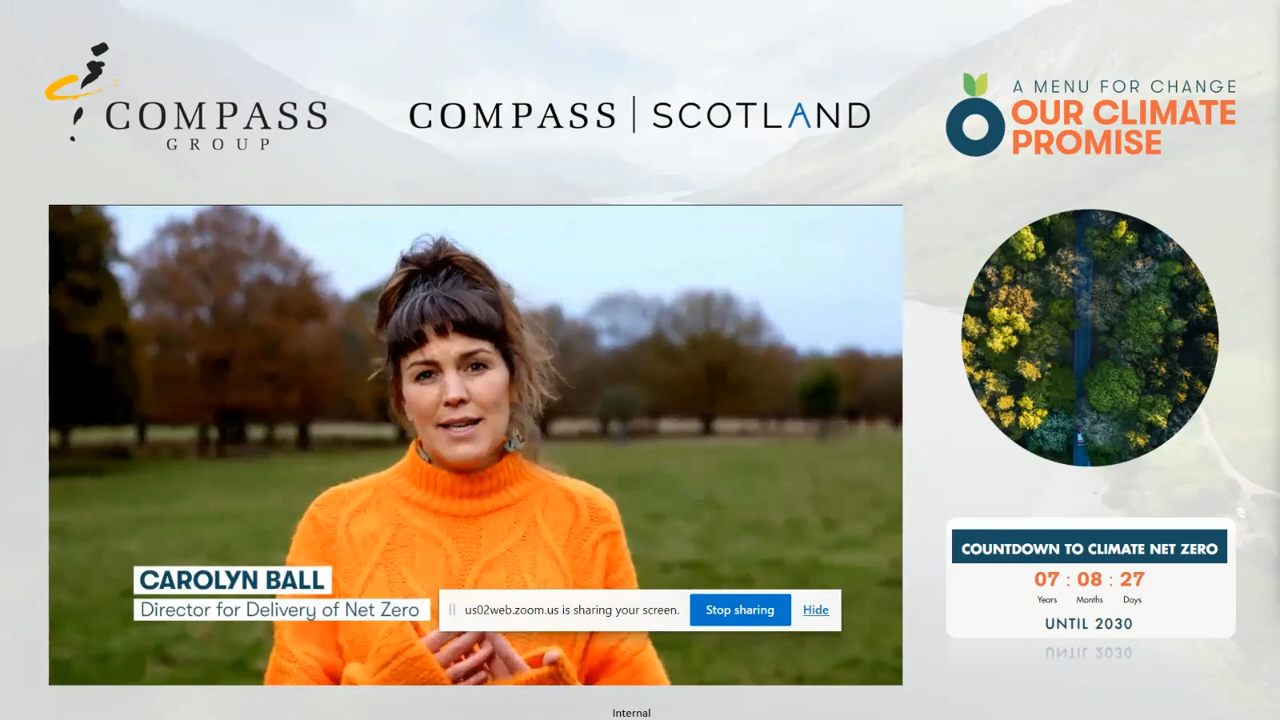 COMPASS
GROUP
COMPASS | SCOTLAND
A MENU FOR CHANGE
OUR CLIMATE
PROMISE
CAROLYN BALL
Director for Delivery of Net Zero
us02web.zoom.us is sharing your screen.
Stop sharing
Hide
COUNTDOWN TO CLIMATE NET ZERO
07 : 08 : 27
Years Months Days
UNTIL 2030
Internal